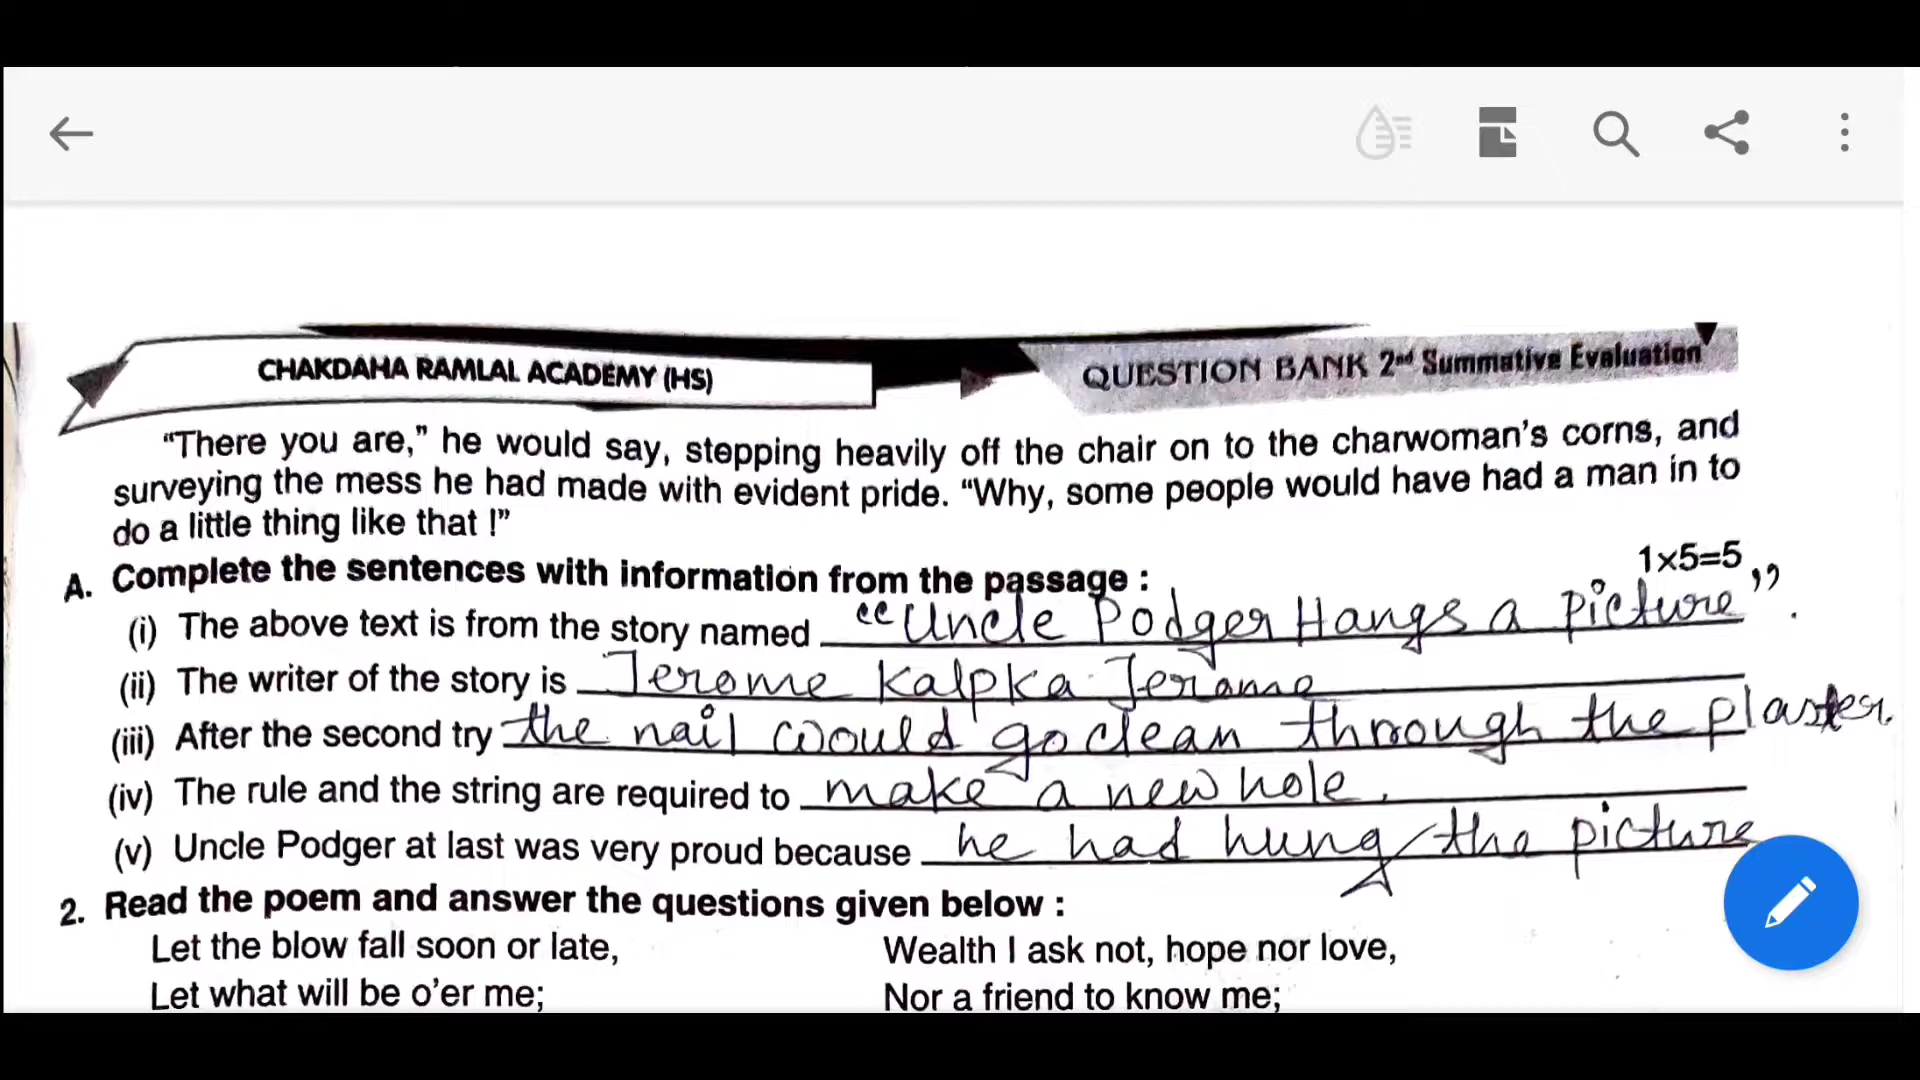 CHAKDAHA RAMLAL ACADEMY (HS)
QUESTION BANK 2nd Summative Evaluation
“There you are,” he would say, stepping heavily off the chair on to the charwoman’s corns, and
surveying the mess he had made with evident pride. “Why, some people would have had a man in to
do a little thing like that !”
A. Complete the sentences with information from the passage : 1×5=5
(i) The above text is from the story named “Uncle Podger Hangs a picture”.
(ii) The writer of the story is Jerome Kalpka Jerome
(iii) After the second try the nail would go clean through the plaster.
(iv) The rule and the string are required to make a new hole.
(v) Uncle Podger at last was very proud because he had hung the picture
2. Read the poem and answer the questions given below :
Let the blow fall soon or late,
Let what will be o’er me;
Wealth I ask not, hope nor love,
Nor a friend to know me;